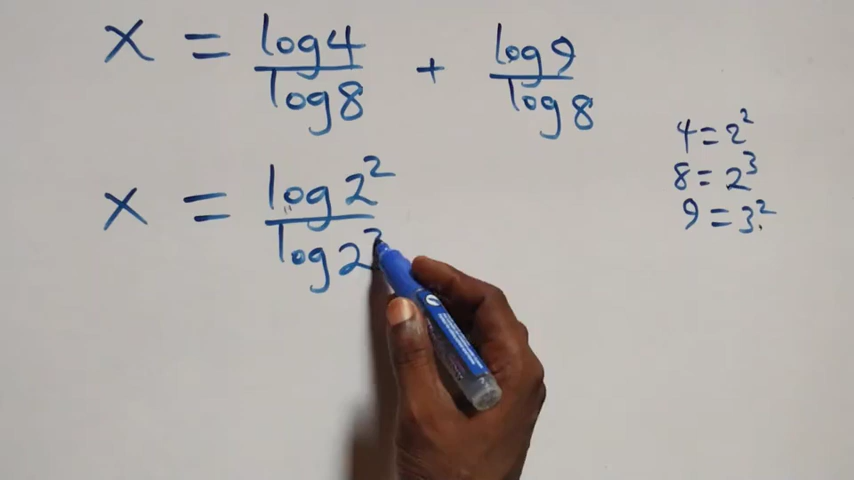 x = log4/log8 + log9/log8
4 = 2²
8 = 2³
9 = 3²
x = log2²/log2³